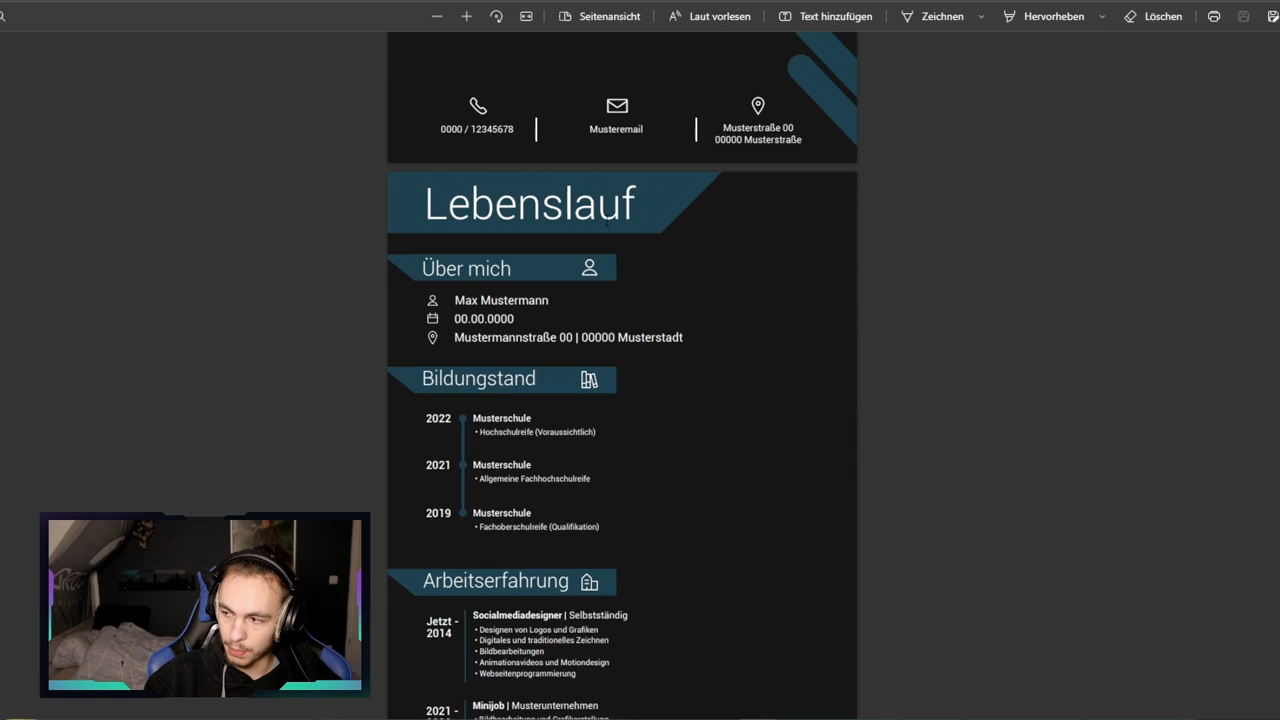 Seitenansicht
Laut vorlesen
Text hinzufügen
Zeichnen
Hervorheben
Löschen
0000 / 12345678
Musteremail
Musterstraße 00
00000 Musterstraße
Lebenslauf
Über mich
Max Mustermann
00.00.0000
Mustermannstraße 00 | 00000 Musterstadt
Bildungstand
2022 Musterschule
• Hochschulreife (Voraussichtlich)
2021 Musterschule
• Allgemeine Fachhochschulreife
2019 Musterschule
• Fachoberschulreife (Qualifikation)
Arbeitserfahrung
Jetzt -
2014
Socialmediadesigner | Selbstständig
• Designen von Logos und Grafiken
• Digitales und traditionelles Zeichnen
• Bildbearbeitungen
• Animationsvideos und Motiondesign
• Webseitenprogrammierung
2021 -
Minijob | Musterunternehmen